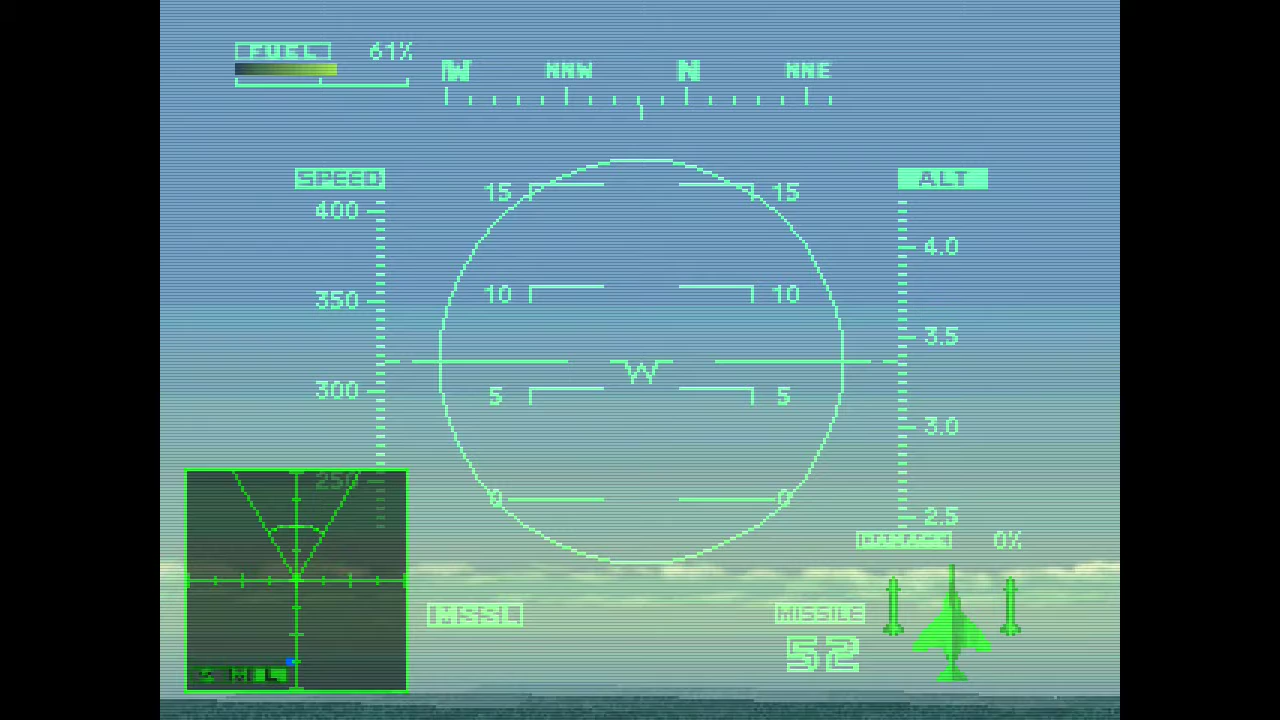 FUEL 61%
NNW N NNE
SPEED ALT
15 15
400
4.0
10 10
350
3.5
5 5
300
3.0
250
0 0
2.5
DAMAGE 0%
MSSL MISSILE
52